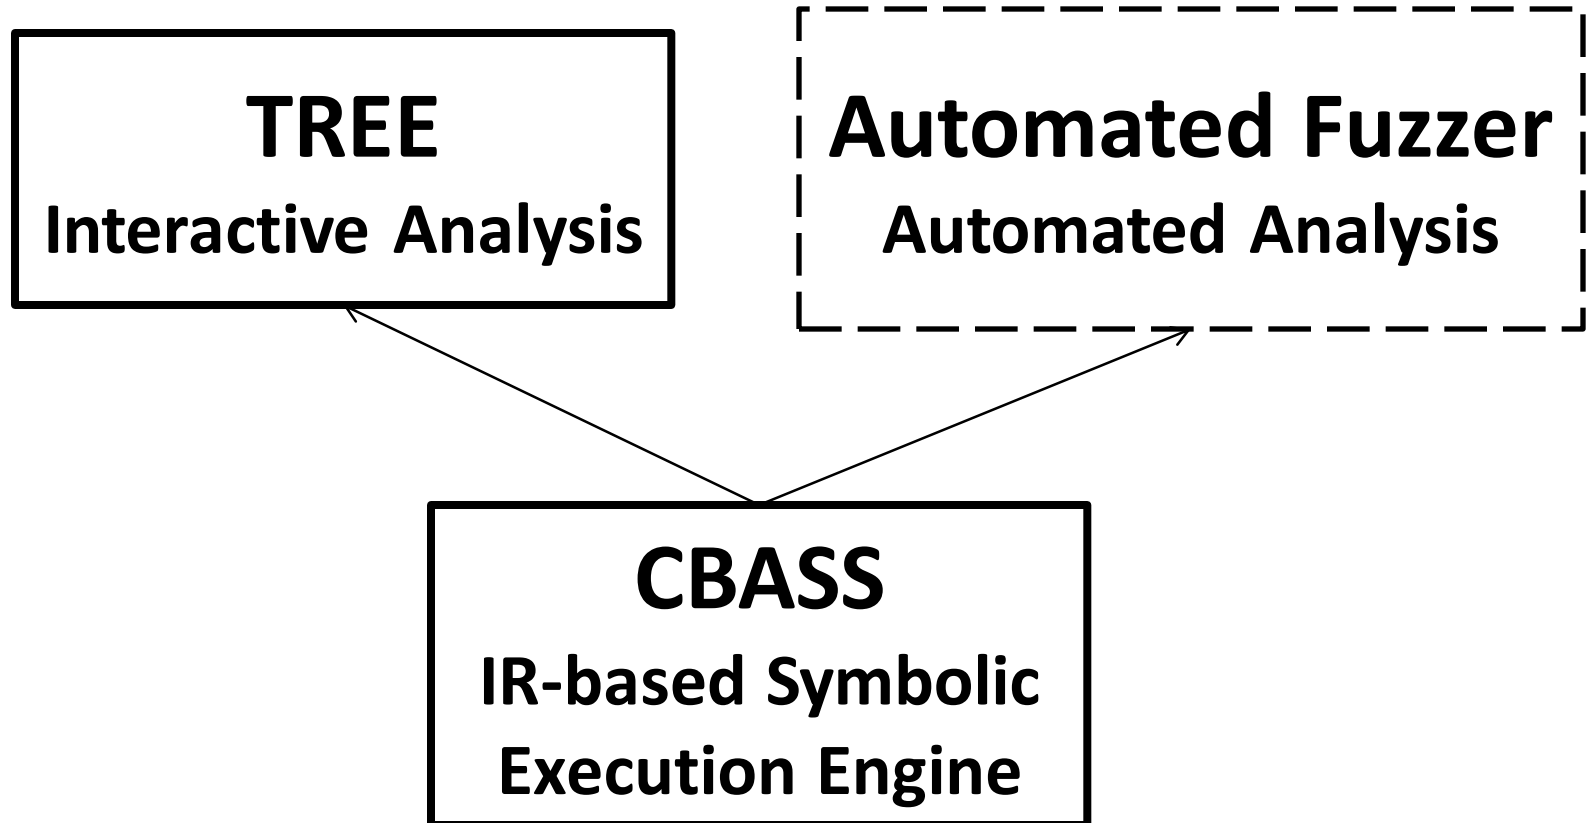 TREE
Interactive Analysis
Automated Fuzzer
Automated Analysis
CBASS
IR-based Symbolic
Execution Engine